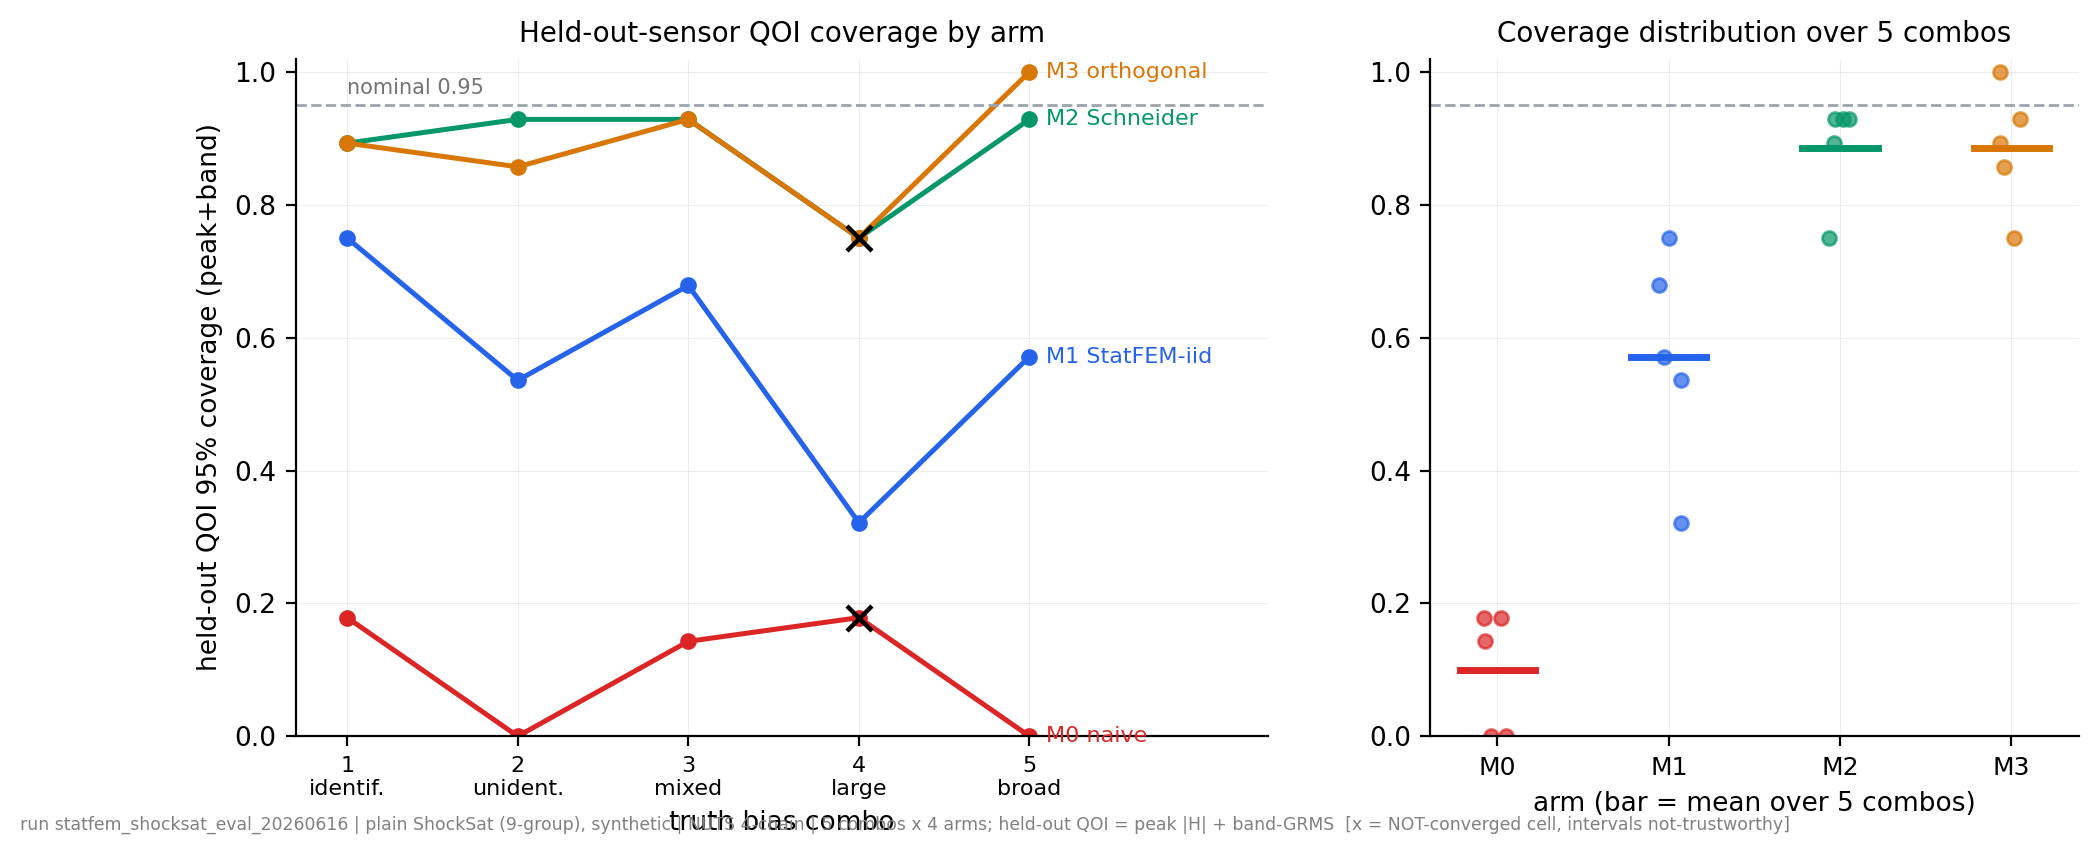 Held-out-sensor QOI coverage by arm
held-out QOI 95% coverage (peak+band)
1.0
0.8
0.6
0.4
0.2
0.0
nominal 0.95
M3 orthogonal
M2 Schneider
M1 StatFEM-iid
M0 naive
1
identif.
2
unident.
3
mixed
4
large
5
broad
truth bias combo
Coverage distribution over 5 combos
1.0
0.8
0.6
0.4
0.2
0.0
M0
M1
M2
M3
arm (bar = mean over 5 combos)
run statfem_shocksat_eval_20260616 | plain ShockSat (9-group), synthetic | NUTS 4-chain | 5 combos x 4 arms; held-out QOI = peak |H| + band-GRMS [x = NOT-converged cell, intervals not-trustworthy]